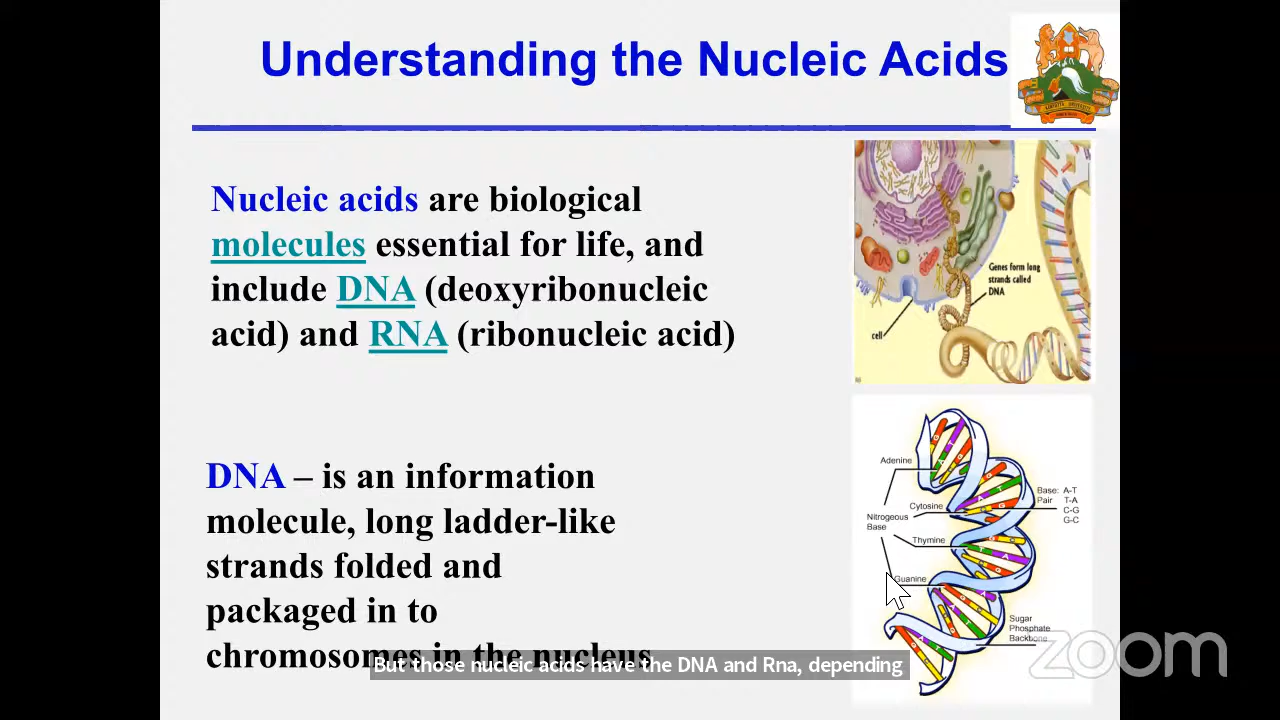 Understanding the Nucleic Acids
Nucleic acids are biological
molecules essential for life, and
include DNA (deoxyribonucleic
acid) and RNA (ribonucleic acid)
Genes form long
strands called
DNA
cell
DNA – is an information
molecule, long ladder-like
strands folded and
packaged in to
chromosomes in the nucleus
Adenine
Cytosine
Nitrogeous
Base
Thymine
Guanine
Base: A-T
Pair T-A
C-G
G-C
Sugar
Phosphate
Backbone
But those nucleic acids have the DNA and Rna, depending
zoom